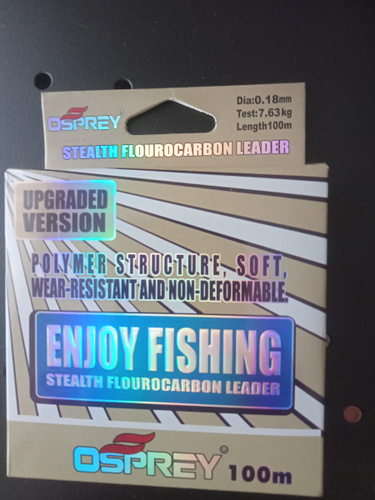 OSPREY®
Dia:0.18mm
Test:7.63kg
Length100m
STEALTH FLOUROCARBON LEADER
UPGRADED
VERSION
POLYMER STRUCTURE, SOFT,
WEAR-RESISTANT AND NON-DEFORMABLE.
ENJOY FISHING
STEALTH FLOUROCARBON LEADER
OSPREY® 100m